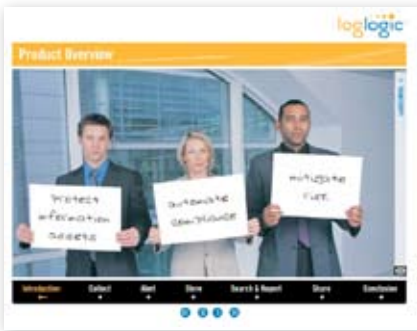 loglogic
Product Overview
Protect
information
assets
automate
compliance
mitigate
risk.
Introduction Collect Alert Store Search & Report Share Conclusion